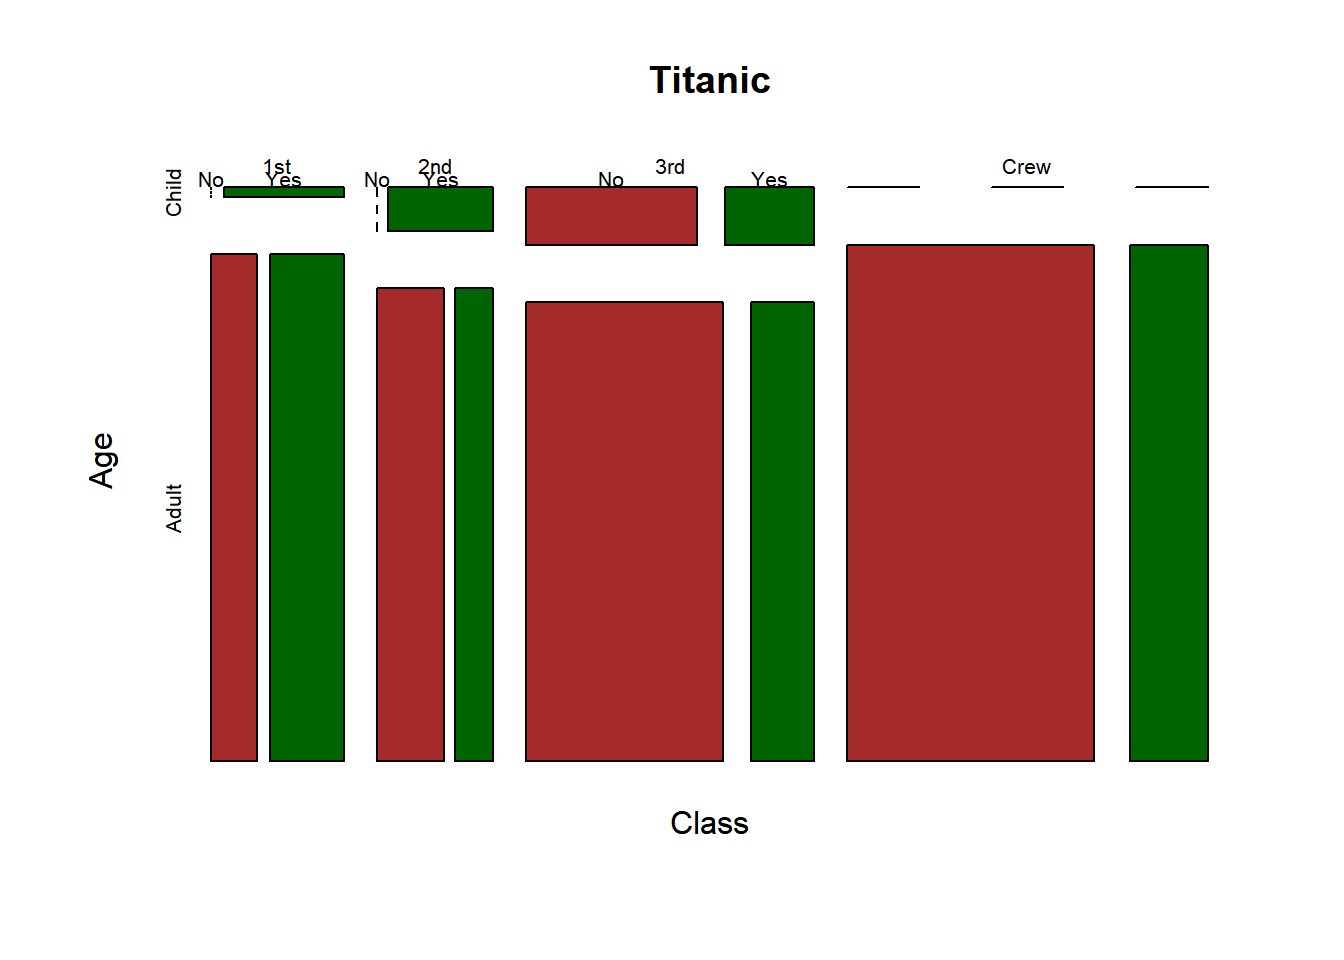 Titanic
1st 2nd 3rd Crew
No Yes No Yes No Yes
Child
Adult
Age
Class